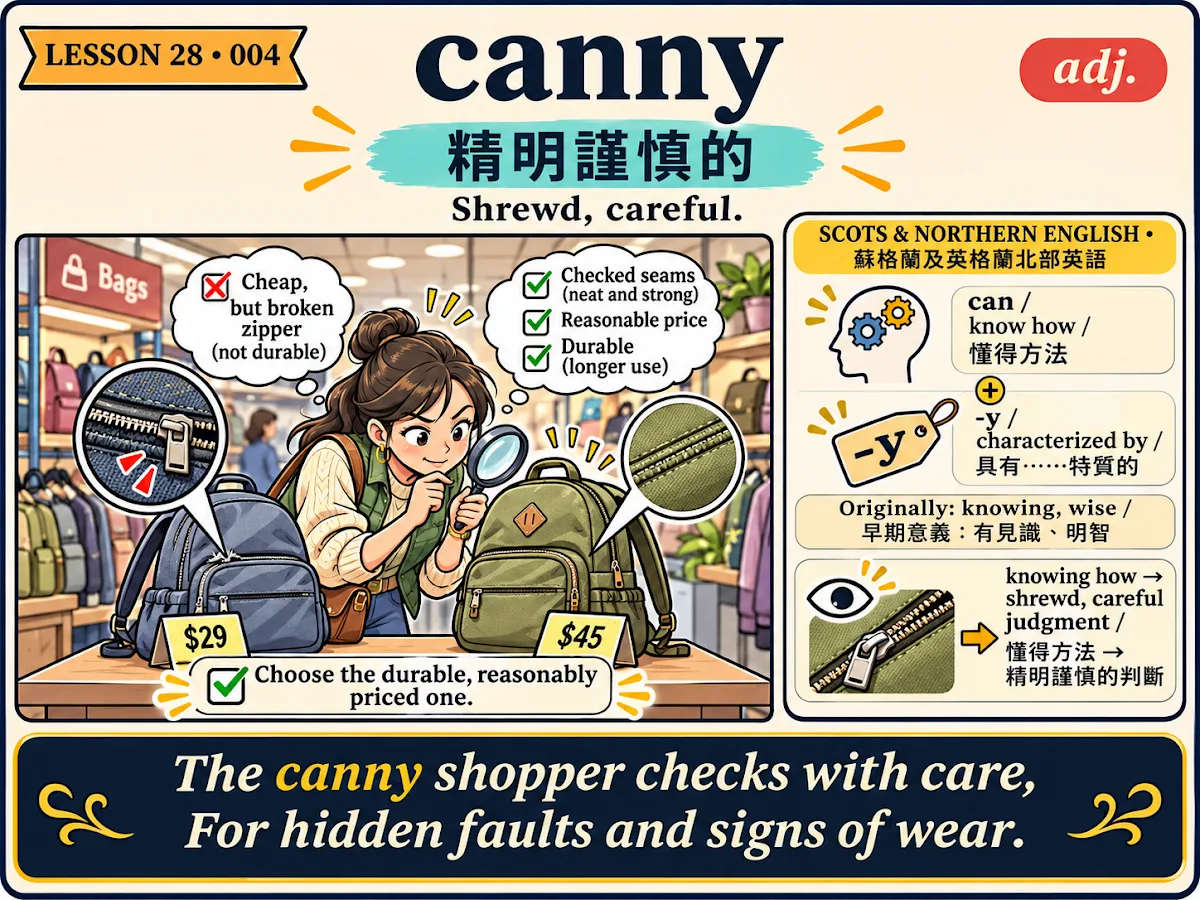 LESSON 28 • 004
canny
adj.
精明謹慎的
Shrewd, careful.
Bags
Cheap,
but broken
zipper
(not durable)
Checked seams
(neat and strong)
Reasonable price
Durable
(longer use)
$29
$45
Choose the durable, reasonably
priced one.
SCOTS & NORTHERN ENGLISH •
蘇格蘭及英格蘭北部英語
can /
know how /
懂得方法
+
-y
-y /
characterized by /
具有……特質的
Originally: knowing, wise /
早期意義：有見識、明智
knowing how →
shrewd, careful
judgment /
懂得方法 →
精明謹慎的判斷
The canny shopper checks with care,
For hidden faults and signs of wear.